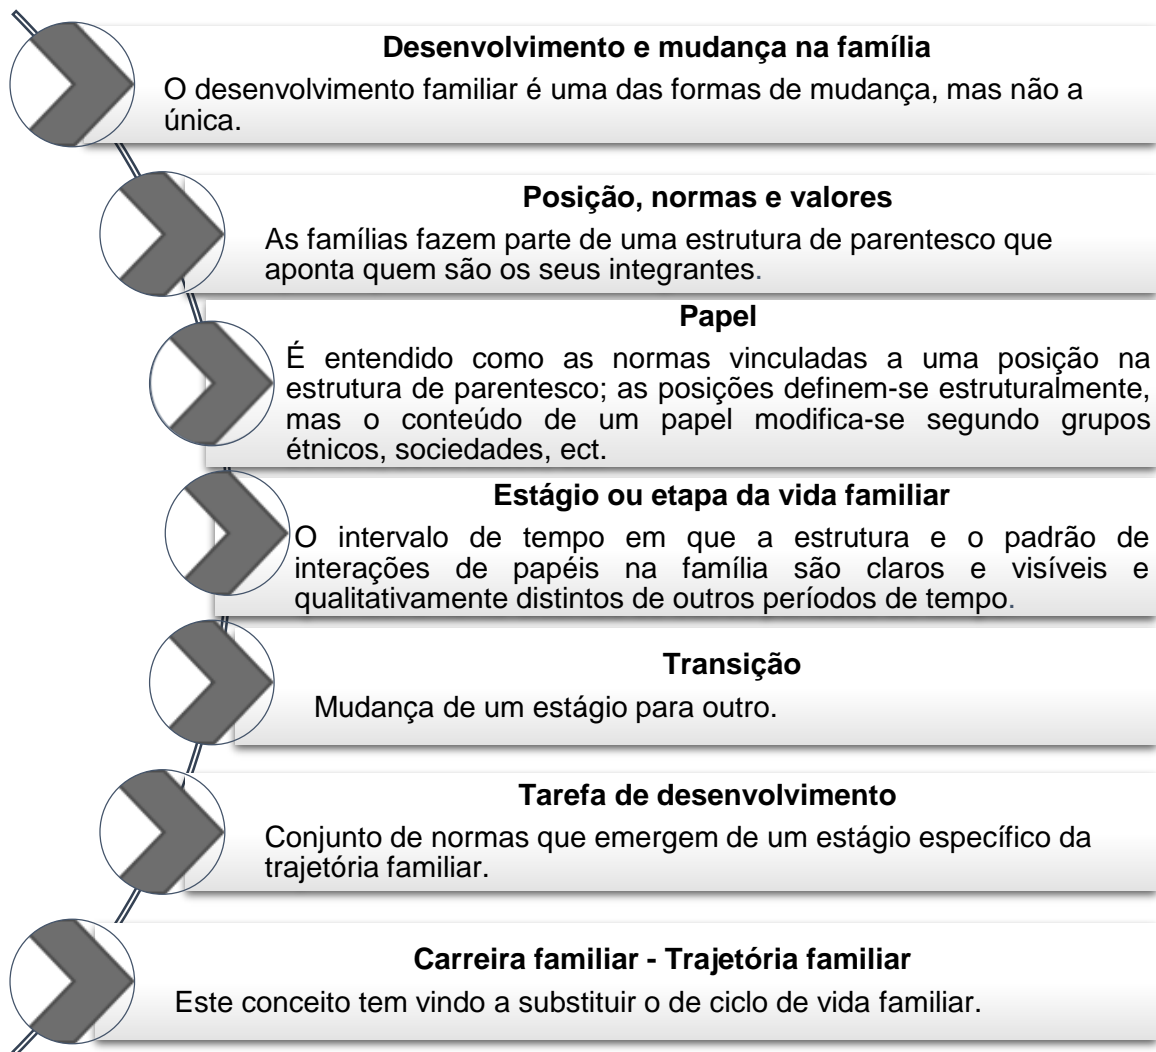 Desenvolvimento e mudança na família
O desenvolvimento familiar é uma das formas de mudança, mas não a
única.
Posição, normas e valores
As famílias fazem parte de uma estrutura de parentesco que
aponta quem são os seus integrantes.
Papel
É entendido como as normas vinculadas a uma posição na
estrutura de parentesco; as posições definem-se estruturalmente,
mas o conteúdo de um papel modifica-se segundo grupos
étnicos, sociedades, ect.
Estágio ou etapa da vida familiar
O intervalo de tempo em que a estrutura e o padrão de
interações de papéis na família são claros e visíveis e
qualitativamente distintos de outros períodos de tempo.
Transição
Mudança de um estágio para outro.
Tarefa de desenvolvimento
Conjunto de normas que emergem de um estágio específico da
trajetória familiar.
Carreira familiar - Trajetória familiar
Este conceito tem vindo a substituir o de ciclo de vida familiar.